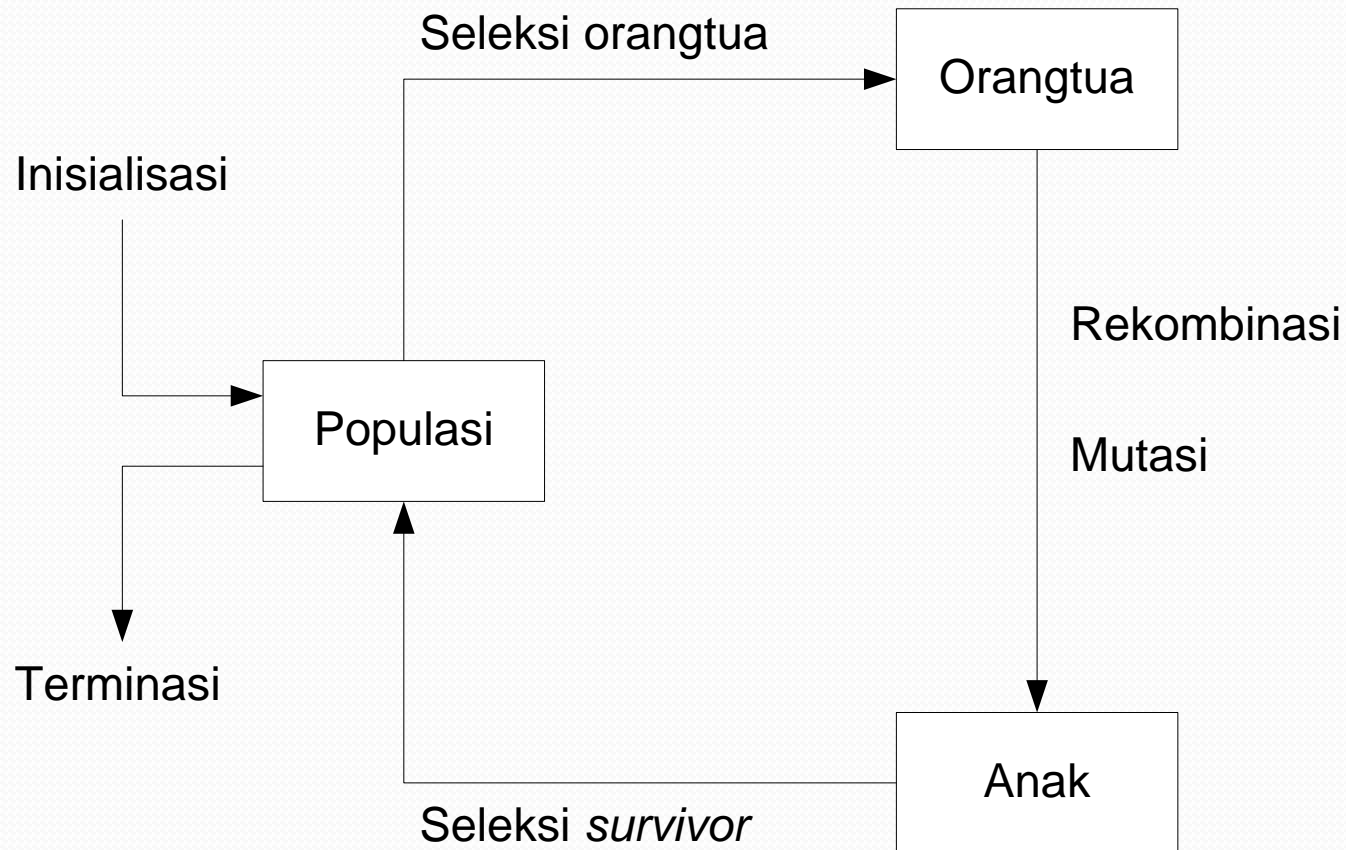 Seleksi orangtua
Orangtua
Inisialisasi
Rekombinasi
Populasi
Mutasi
Terminasi
Anak
Seleksi survivor